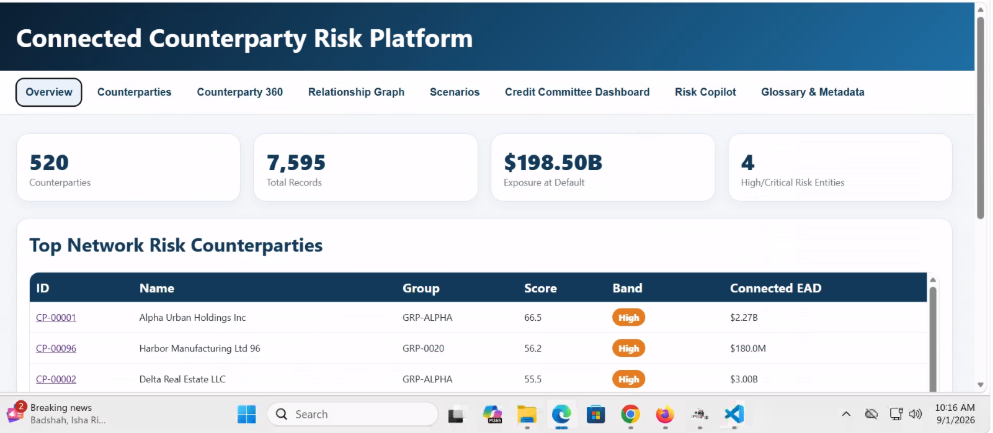 Connected Counterparty Risk Platform
Overview Counterparties Counterparty 360 Relationship Graph Scenarios Credit Committee Dashboard Risk Copilot Glossary & Metadata
520 7,595 $198.50B 4
Counterparties Total Records Exposure at Default High/Critical Risk Entities
Top Network Risk Counterparties
ID Name Group Score Band Connected EAD
CP-00001 Alpha Urban Holdings Inc GRP-ALPHA 66.5 High $2.27B
CP-00096 Harbor Manufacturing Ltd 96 GRP-0020 56.2 High $180.0M
CP-00002 Delta Real Estate LLC GRP-ALPHA 55.5 High $3.00B
2 Breaking news Search 10:16 AM
Badshah, Isha Ri... 9/1/2026